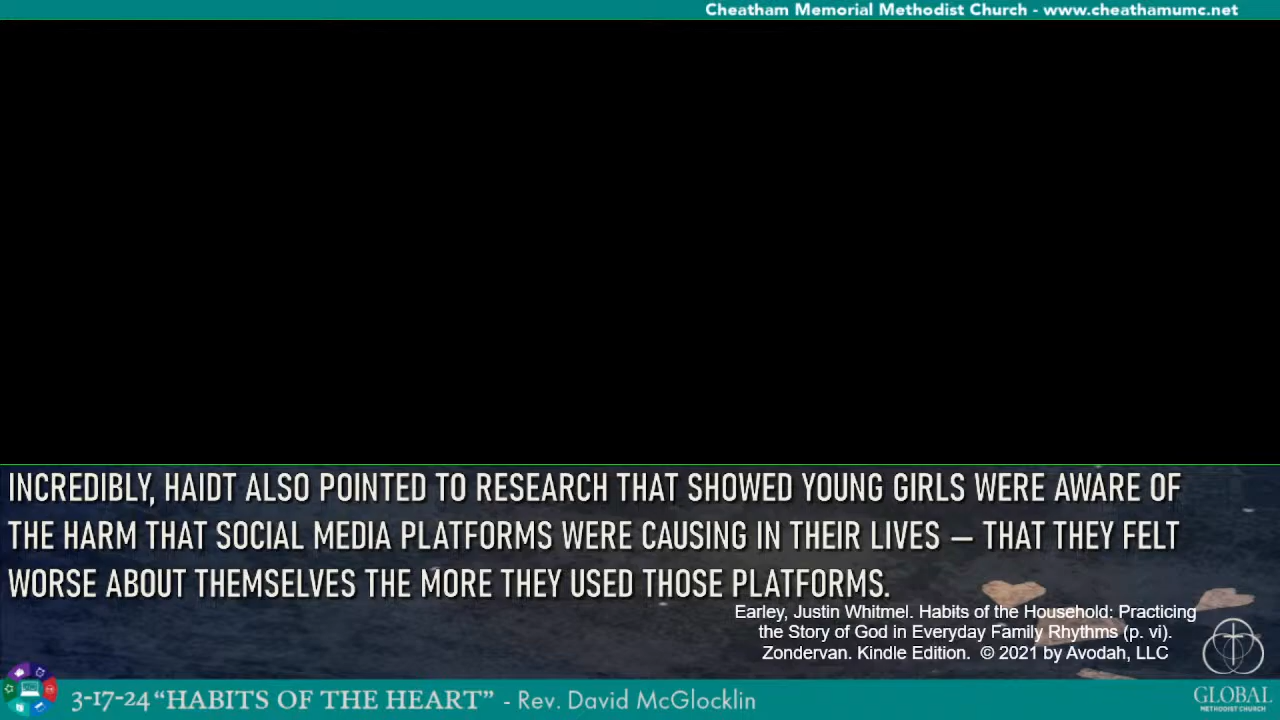 Cheatham Memorial Methodist Church - www.cheathamumc.net
INCREDIBLY, HAIDT ALSO POINTED TO RESEARCH THAT SHOWED YOUNG GIRLS WERE AWARE OF
THE HARM THAT SOCIAL MEDIA PLATFORMS WERE CAUSING IN THEIR LIVES — THAT THEY FELT
WORSE ABOUT THEMSELVES THE MORE THEY USED THOSE PLATFORMS.
Earley, Justin Whitmel. Habits of the Household: Practicing
the Story of God in Everyday Family Rhythms (p. vi).
Zondervan. Kindle Edition. © 2021 by Avodah, LLC
3-17-24 “HABITS OF THE HEART” - Rev. David McGlocklin
GLOBAL
METHODIST CHURCH